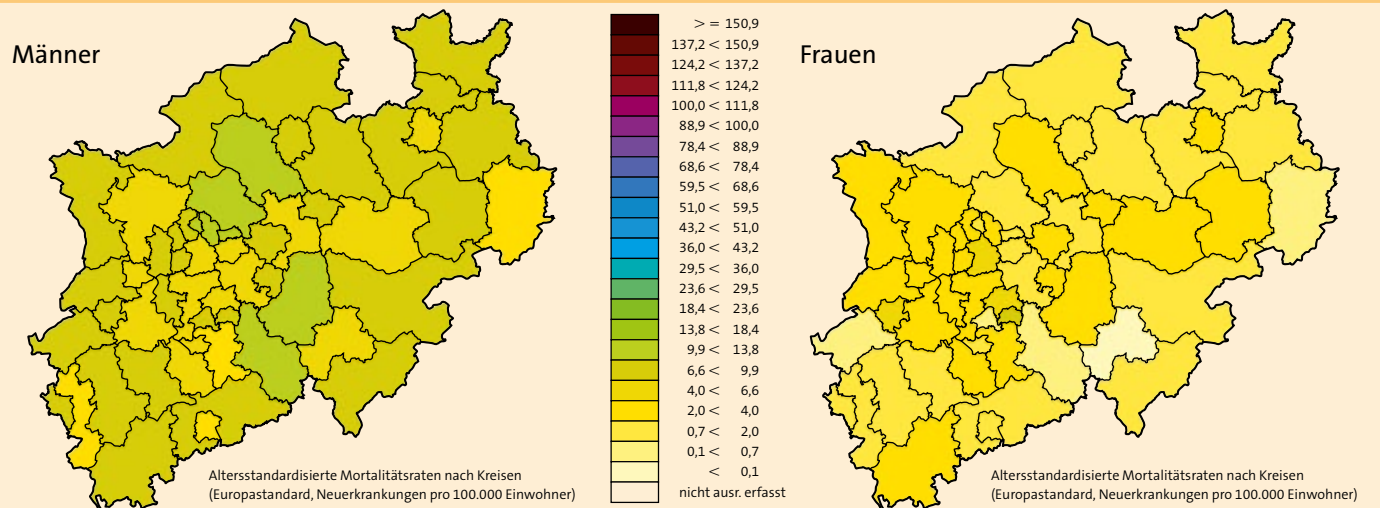 Männer
> = 150,9
137,2 < 150,9
124,2 < 137,2
111,8 < 124,2
100,0 < 111,8
88,9 < 100,0
78,4 < 88,9
68,6 < 78,4
59,5 < 68,6
51,0 < 59,5
43,2 < 51,0
36,0 < 43,2
29,5 < 36,0
23,6 < 29,5
18,4 < 23,6
13,8 < 18,4
9,9 < 13,8
6,6 < 9,9
4,0 < 6,6
2,0 < 4,0
0,7 < 2,0
0,1 < 0,7
< 0,1
nicht ausr. erfasst
Altersstandardisierte Mortalitätsraten nach Kreisen
(Europastandard, Neuerkrankungen pro 100.000 Einwohner)
Frauen
Altersstandardisierte Mortalitätsraten nach Kreisen
(Europastandard, Neuerkrankungen pro 100.000 Einwohner)